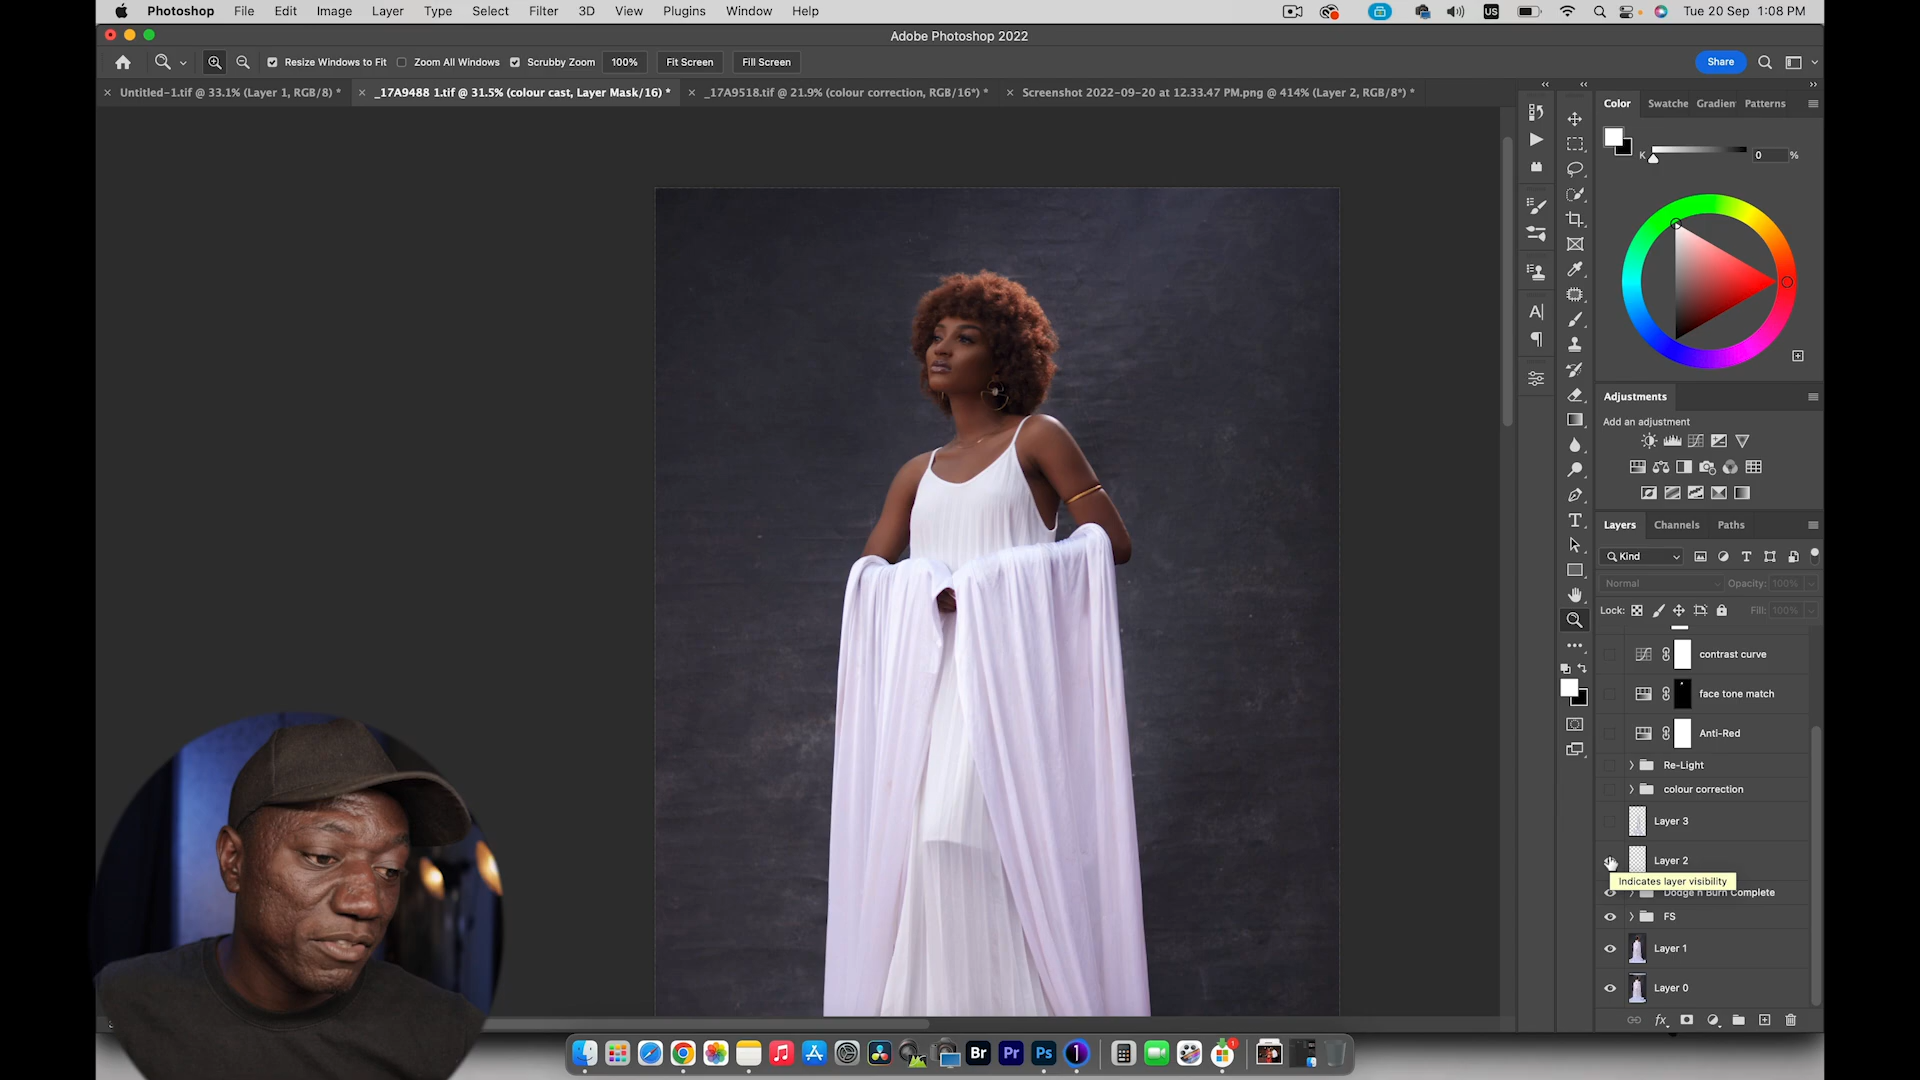 Photoshop File Edit Image Layer Type Select Filter 3D View Plugins Window Help US Tue 20 Sep 1:08 PM
Adobe Photoshop 2022
Resize Windows to Fit Zoom All Windows Scrubby Zoom 100% Fit Screen Fill Screen Share
Untitled-1.tif @ 33.1% (Layer 1, RGB/8) * _17A9488 1.tif @ 31.5% (colour cast, Layer Mask/16) * _17A9518.tif @ 21.9% (colour correction, RGB/16*) * Screenshot 2022-09-20 at 12.33.47 PM.png @ 414% (Layer 2, RGB/8*) *
Color Swatche Gradien Patterns
K 0 %
Adjustments
Add an adjustment
Layers Channels Paths
Kind
Normal Opacity: 100%
Lock: Fill: 100%
contrast curve
face tone match
Anti-Red
Re-Light
colour correction
Layer 3
Layer 2
Indicates layer visibility
Dodge n Burn Complete
FS
Layer 1
Layer 0
fx
Br Pr Ps 1 1